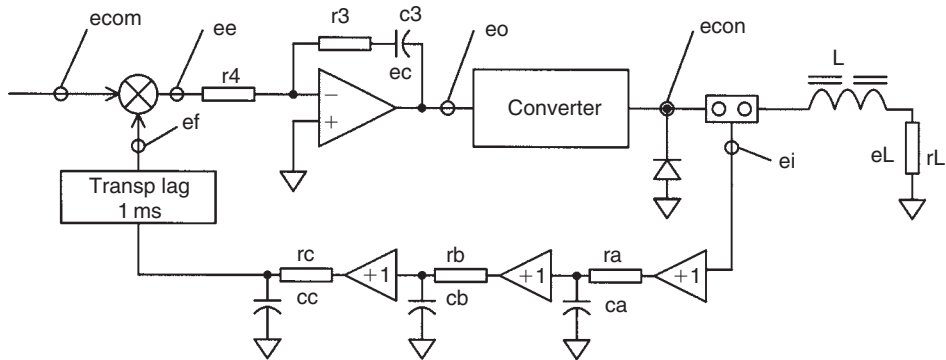 ecom
ee
r4
r3
c3
ec
−
+
eo
Converter
econ
L
eL
rL
ei
ef
Transp lag
1 ms
rc
cc
+1
rb
cb
+1
ra
ca
+1